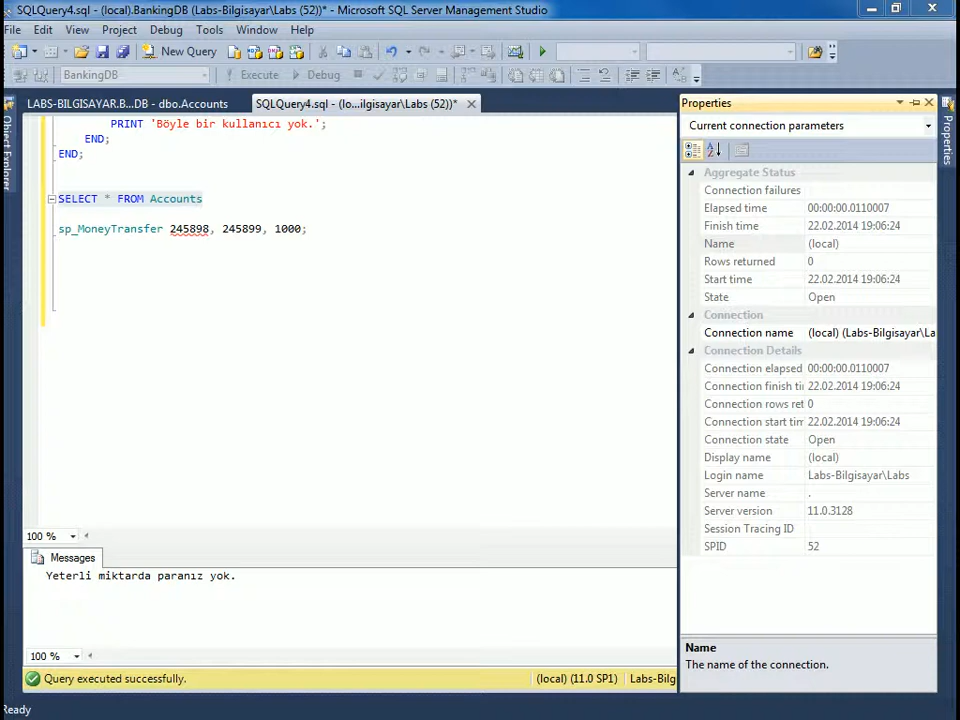 SQLQuery4.sql - (local).BankingDB (Labs-Bilgisayar\Labs (52))* - Microsoft SQL Server Management Studio
File Edit View Project Debug Tools Window Help
New Query
BankingDB Execute Debug
LABS-BILGISAYAR.B...DB - dbo.Accounts SQLQuery4.sql - (lo...ilgisayar\Labs (52))*
Object Explorer
PRINT 'Böyle bir kullanıcı yok.';
END;
END;
SELECT * FROM Accounts
sp_MoneyTransfer 245898, 245899, 1000;
100 %
Messages
Yeterli miktarda paranız yok.
100 %
Query executed successfully. (local) (11.0 SP1) Labs-Bilg
Ready
Properties
Current connection parameters
Aggregate Status
Connection failures
Elapsed time 00:00:00.0110007
Finish time 22.02.2014 19:06:24
Name (local)
Rows returned 0
Start time 22.02.2014 19:06:24
State Open
Connection
Connection name (local) (Labs-Bilgisayar\La
Connection Details
Connection elapsed 00:00:00.0110007
Connection finish ti 22.02.2014 19:06:24
Connection rows ret 0
Connection start tim 22.02.2014 19:06:24
Connection state Open
Display name (local)
Login name Labs-Bilgisayar\Labs
Server name .
Server version 11.0.3128
Session Tracing ID
SPID 52
Name
The name of the connection.
Properties